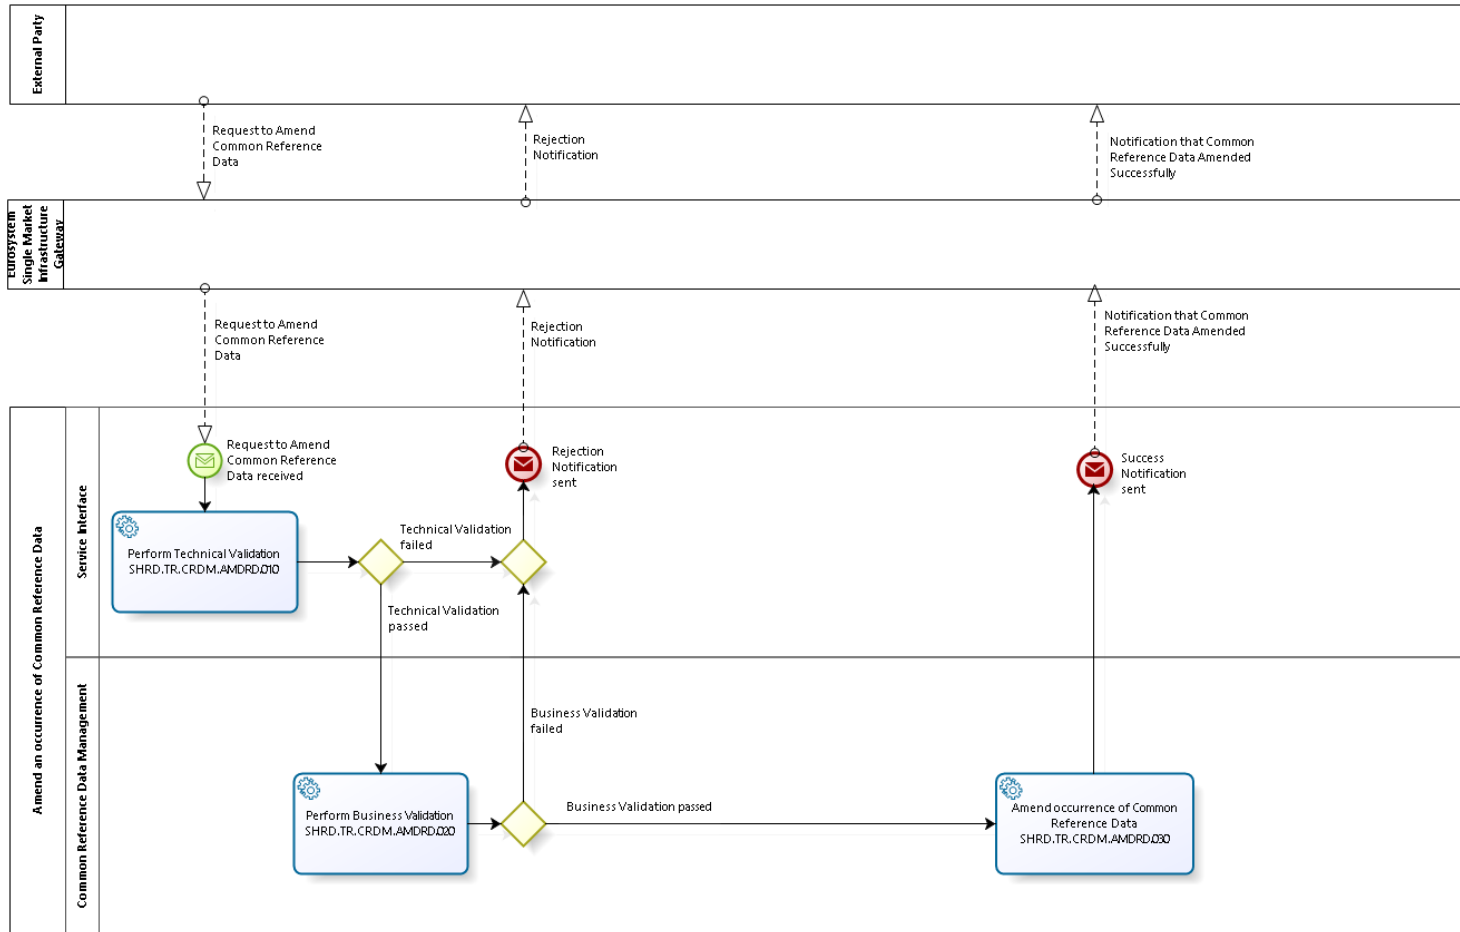 External Party
Request to Amend
Common Reference
Data
Rejection
Notification
Notification that Common
Reference Data Amended
Successfully
Eurosystem
Single Market
Infrastructure
Gateway
Request to Amend
Common Reference
Data
Rejection
Notification
Notification that Common
Reference Data Amended
Successfully
Amend an occurrence of Common Reference Data
Service Interface
Request to Amend
Common Reference
Data received
Rejection
Notification
sent
Success
Notification
sent
Perform Technical Validation
SHRD.TR.CRDM.AMDRD.010
Technical Validation
failed
Technical Validation
passed
Common Reference Data Management
Business Validation
failed
Perform Business Validation
SHRD.TR.CRDM.AMDRD.020
Business Validation passed
Amend occurrence of Common
Reference Data
SHRD.TR.CRDM.AMDRD.030